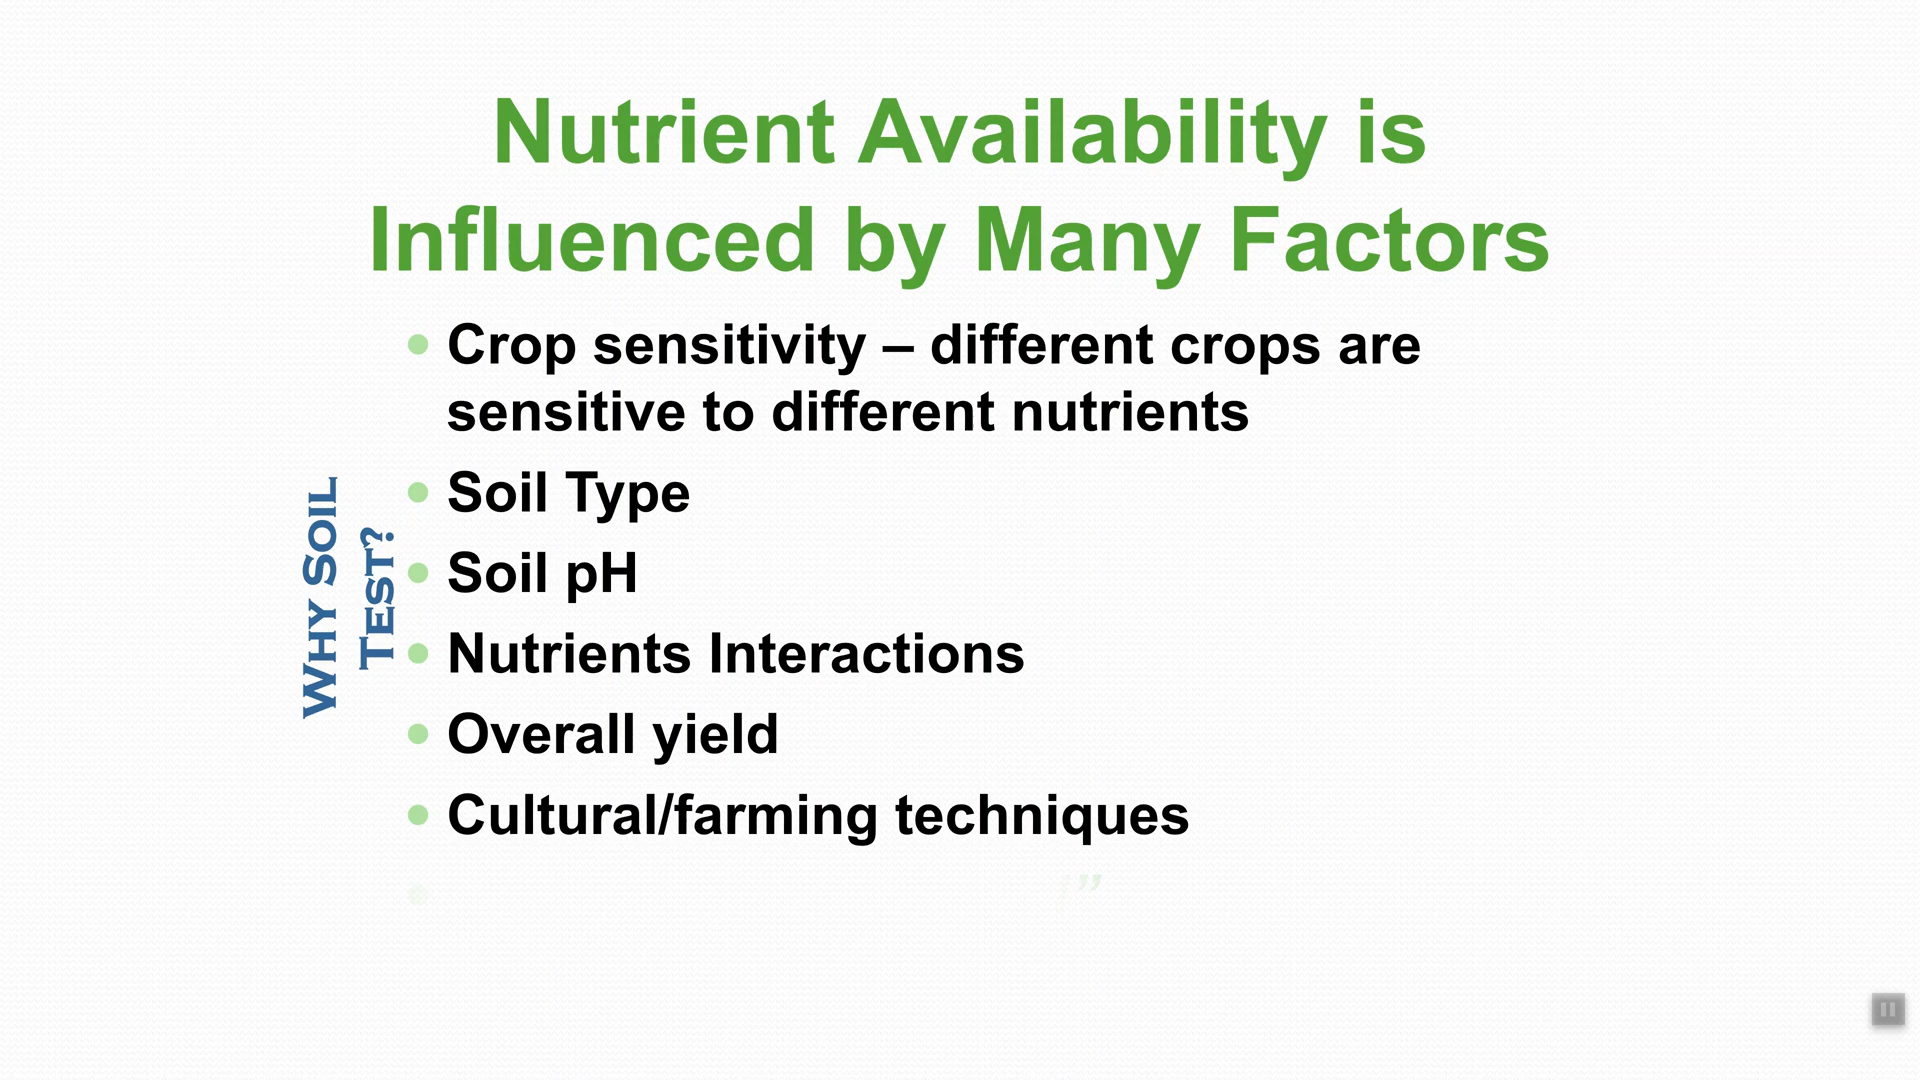 Nutrient Availability is
Influenced by Many Factors
• Crop sensitivity – different crops are
sensitive to different nutrients
• Soil Type
• Soil pH
• Nutrients Interactions
• Overall yield
• Cultural/farming techniques
Why Soil
Test?